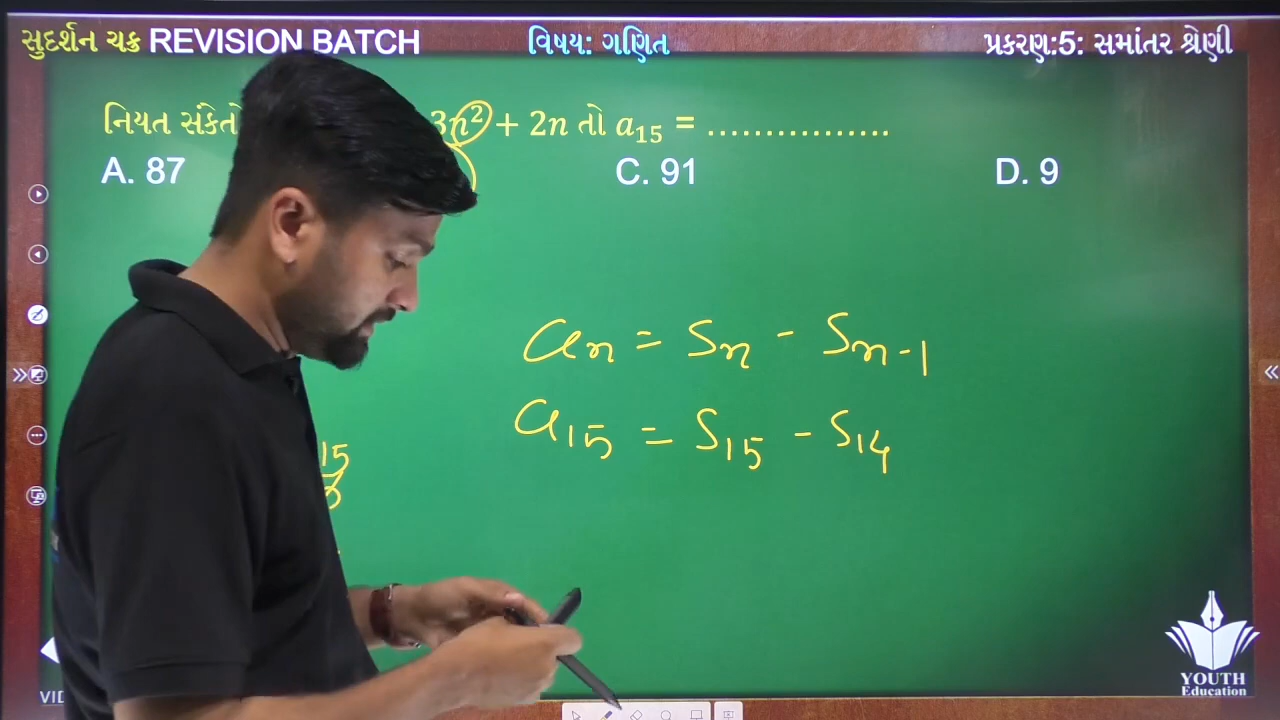 સુદર્શન ચક્ર REVISION BATCH વિષય: ગણિત પ્રકરણ:5: સમાંતર શ્રેણી
નિયત સંકેતો 3n² + 2n તો a₁₅ = ................
A. 87 C. 91 D. 9
aₙ = Sₙ - Sₙ₋₁
a₁₅ = S₁₅ - S₁₄
15
YOUTH
Education